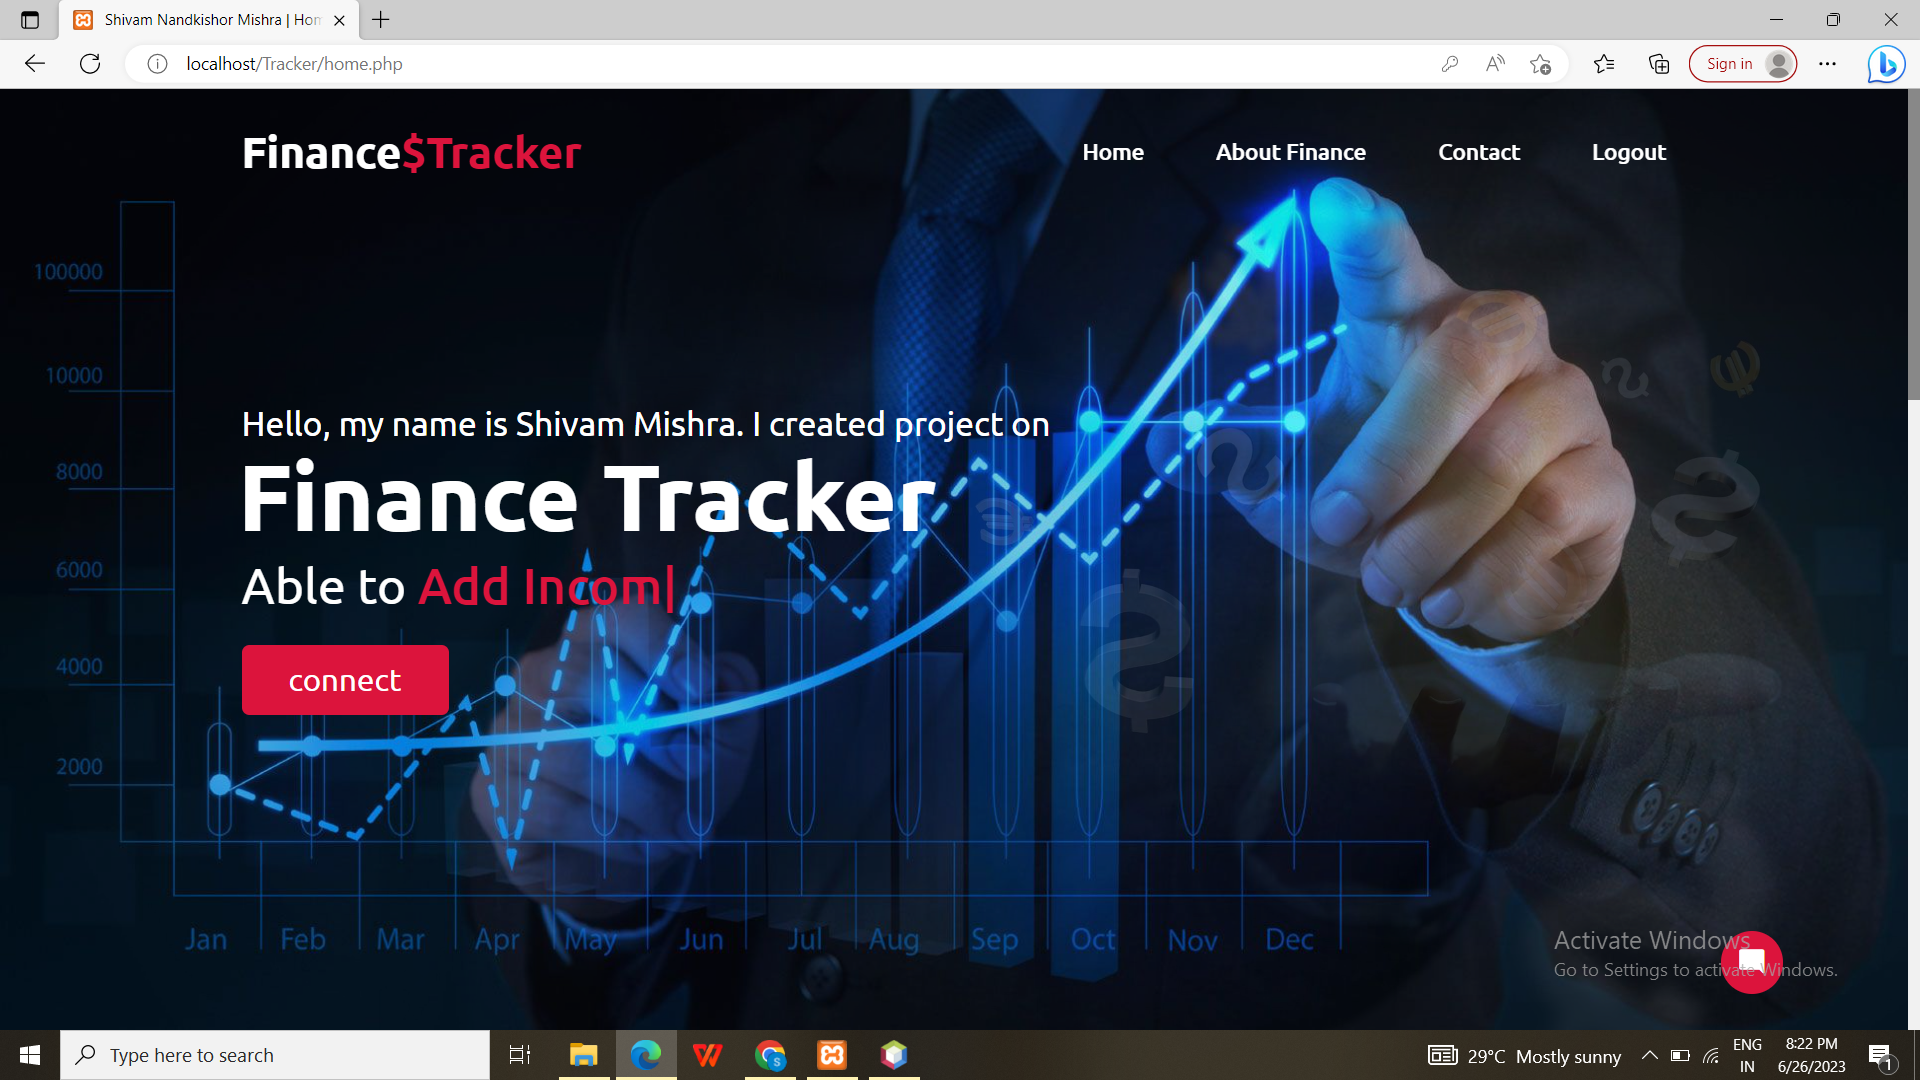 Shivam Nandkishor Mishra | Hom
localhost/Tracker/home.php
Sign in
Finance$Tracker
Home
About Finance
Contact
Logout
100000
10000
8000
6000
4000
2000
Hello, my name is Shivam Mishra. I created project on
Finance Tracker
Able to Add Incom|
connect
Jan Feb Mar Apr May Jun Jul Aug Sep Oct Nov Dec
Activate Windows
Go to Settings to activate Windows.
Type here to search
29°C Mostly sunny
ENG
IN
8:22 PM
6/26/2023
1